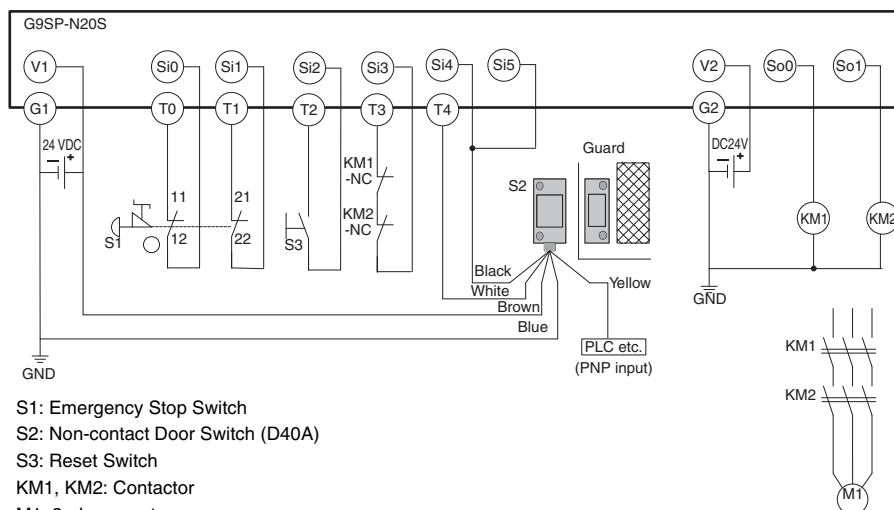 G9SP-N20S
V1 Si0 Si1 Si2 Si3 Si4 Si5 V2 So0 So1
G1 T0 T1 T2 T3 T4 G2
24 VDC
− +
DC24V
− +
Guard
KM1
-NC
S2
11 21
KM2
-NC
KM1 KM2
S1 12 22 S3
Black
White
Yellow
Brown
Blue
GND
PLC etc.
(PNP input)
GND
KM1
KM2
M1
S1: Emergency Stop Switch
S2: Non-contact Door Switch (D40A)
S3: Reset Switch
KM1, KM2: Contactor